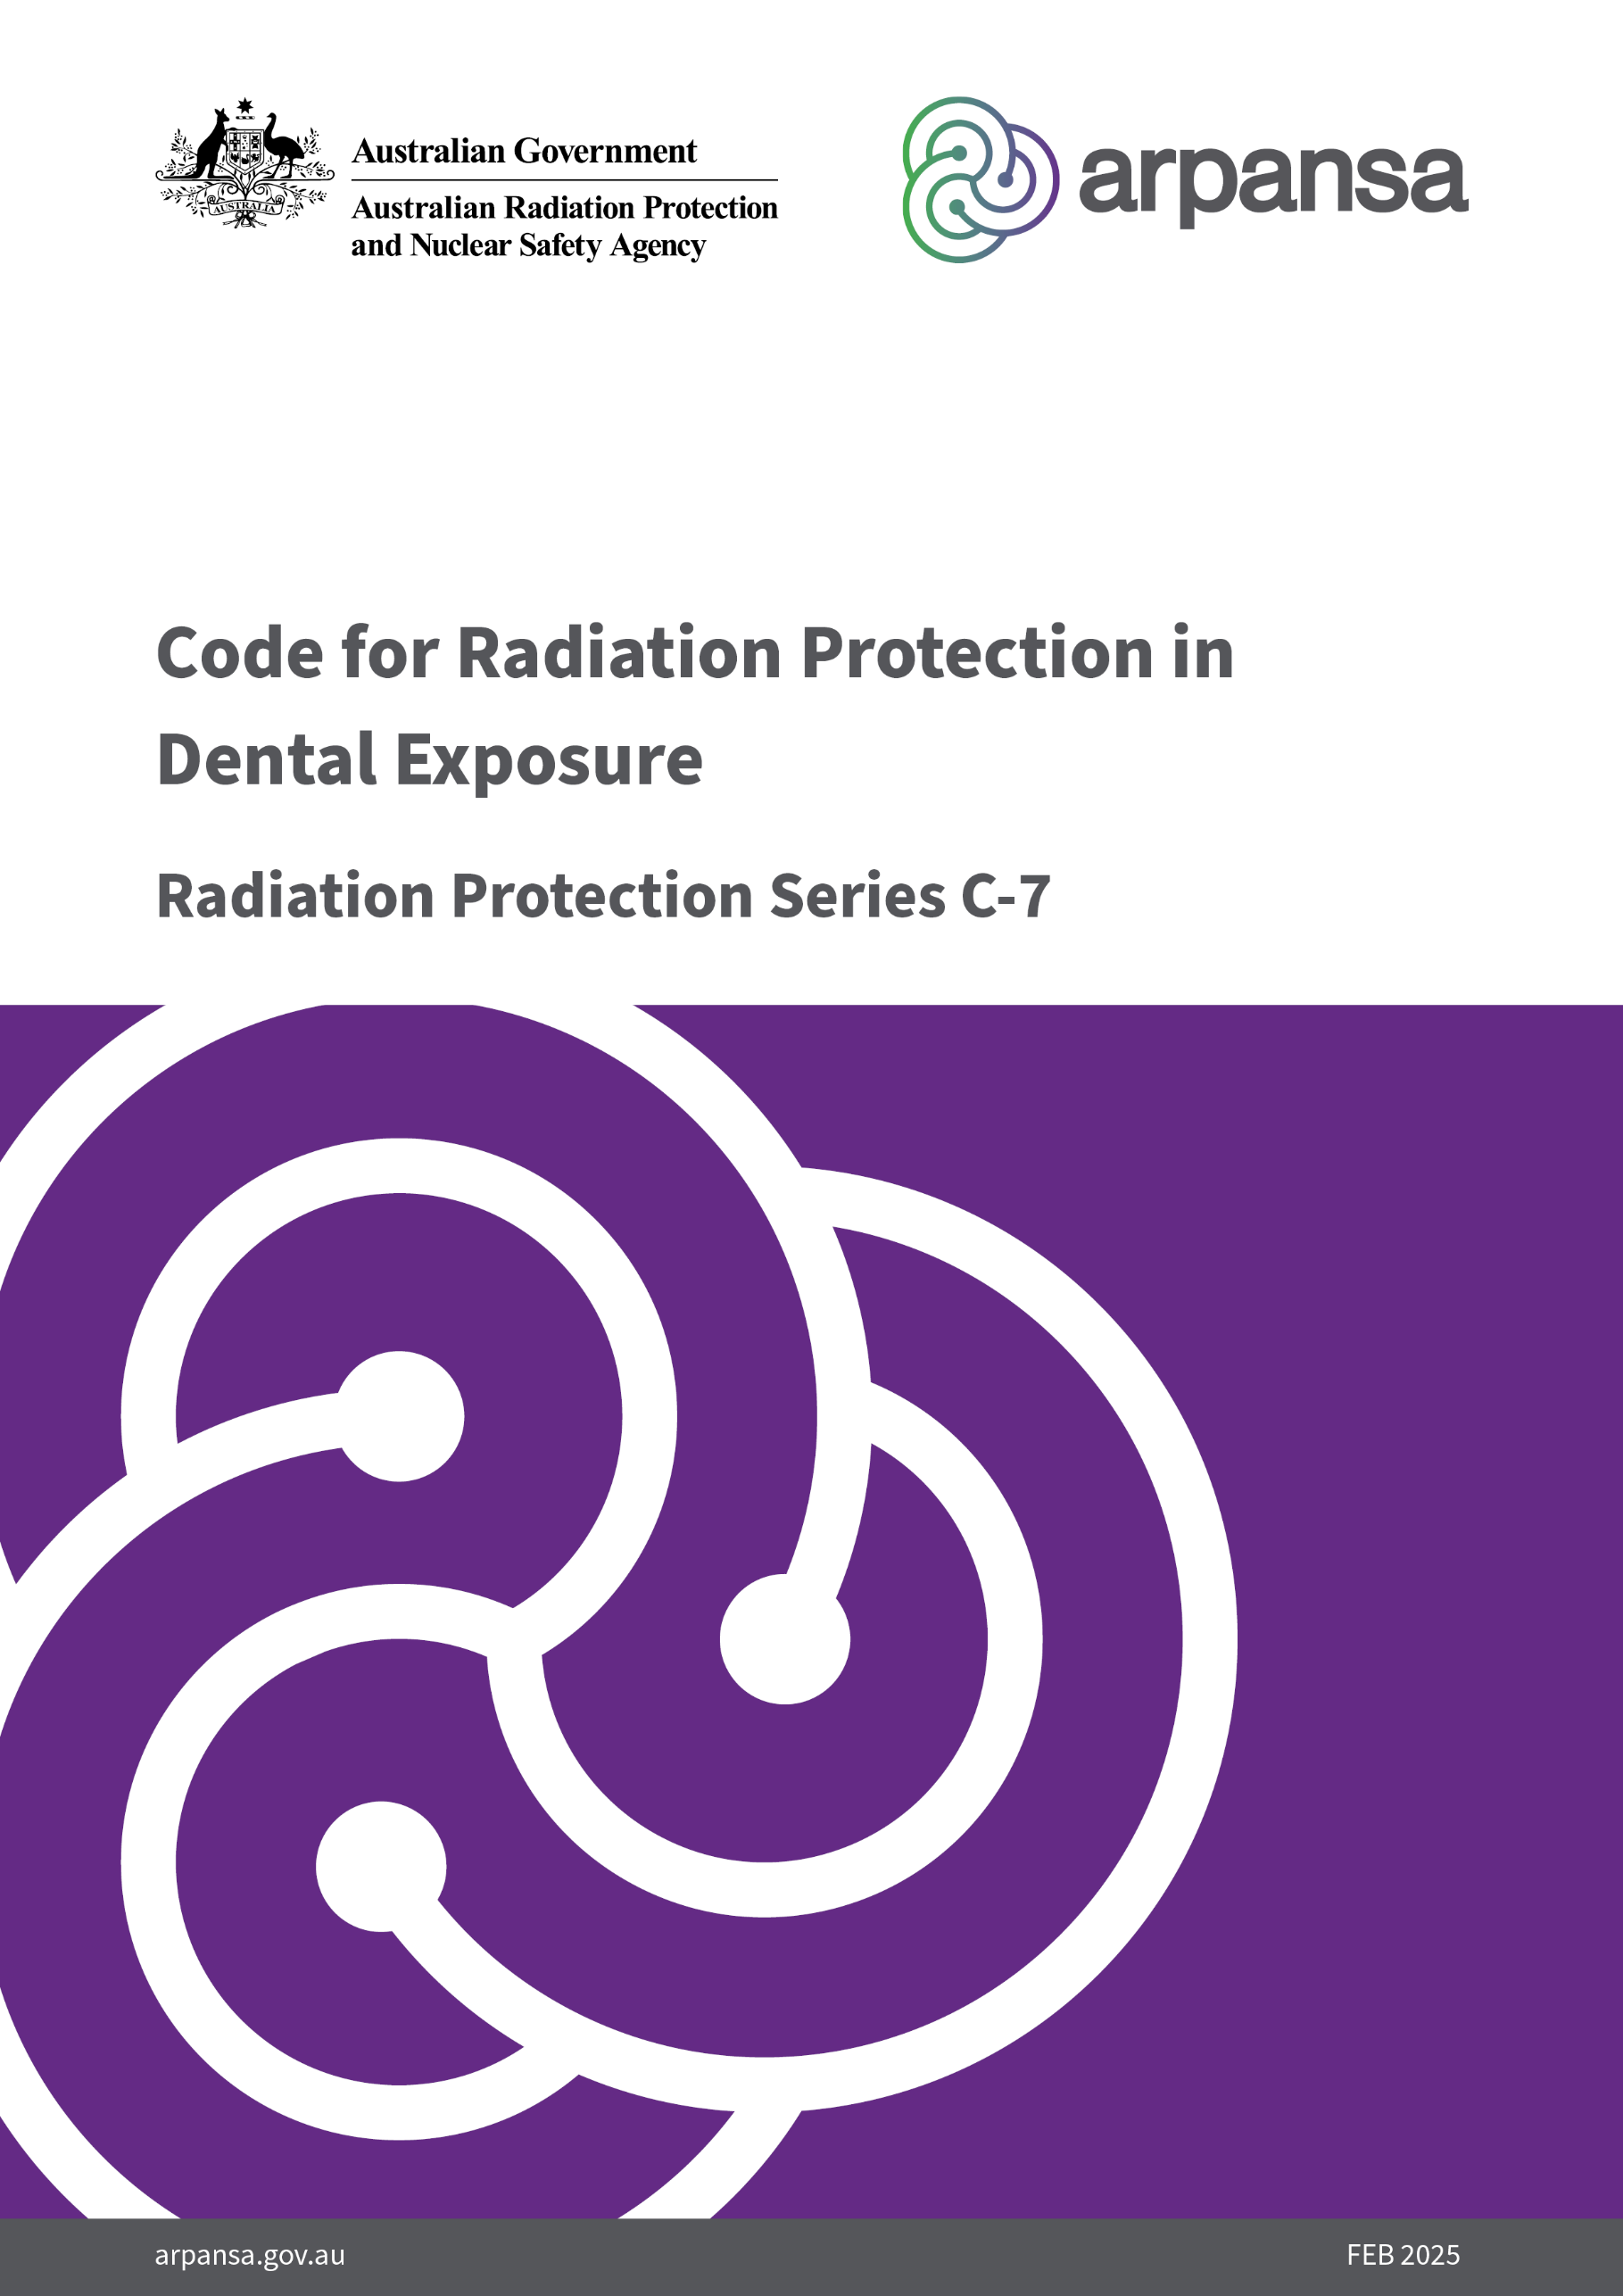 AUSTRALIA
Australian Government
Australian Radiation Protection
and Nuclear Safety Agency
arpansa
Code for Radiation Protection in
Dental Exposure
Radiation Protection Series C-7
arpansa.gov.au
FEB 2025